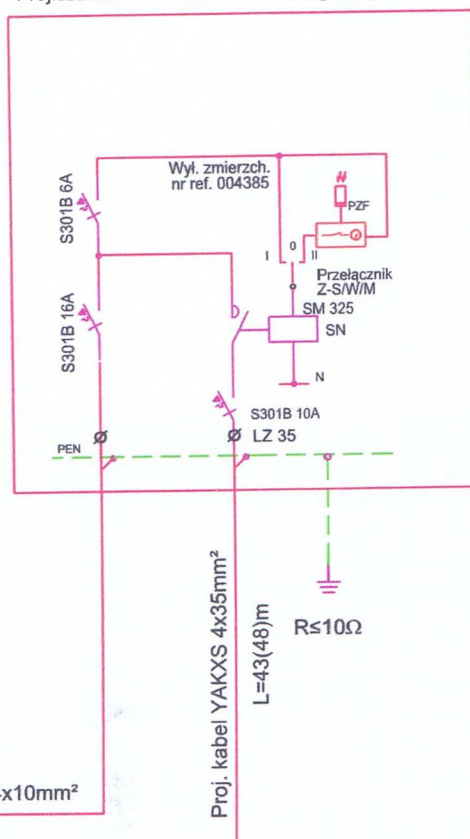 S301B 6A
Wył. zmierzch.
nr ref. 004385
PZF
I
0
II
Przełącznik
Z-S/W/M
SM 325
SN
S301B 16A
N
S301B 10A
LZ 35
PEN
Proj. kabel YAKXS 4x35mm²
L=43(48)m
R≤10Ω
x10mm²